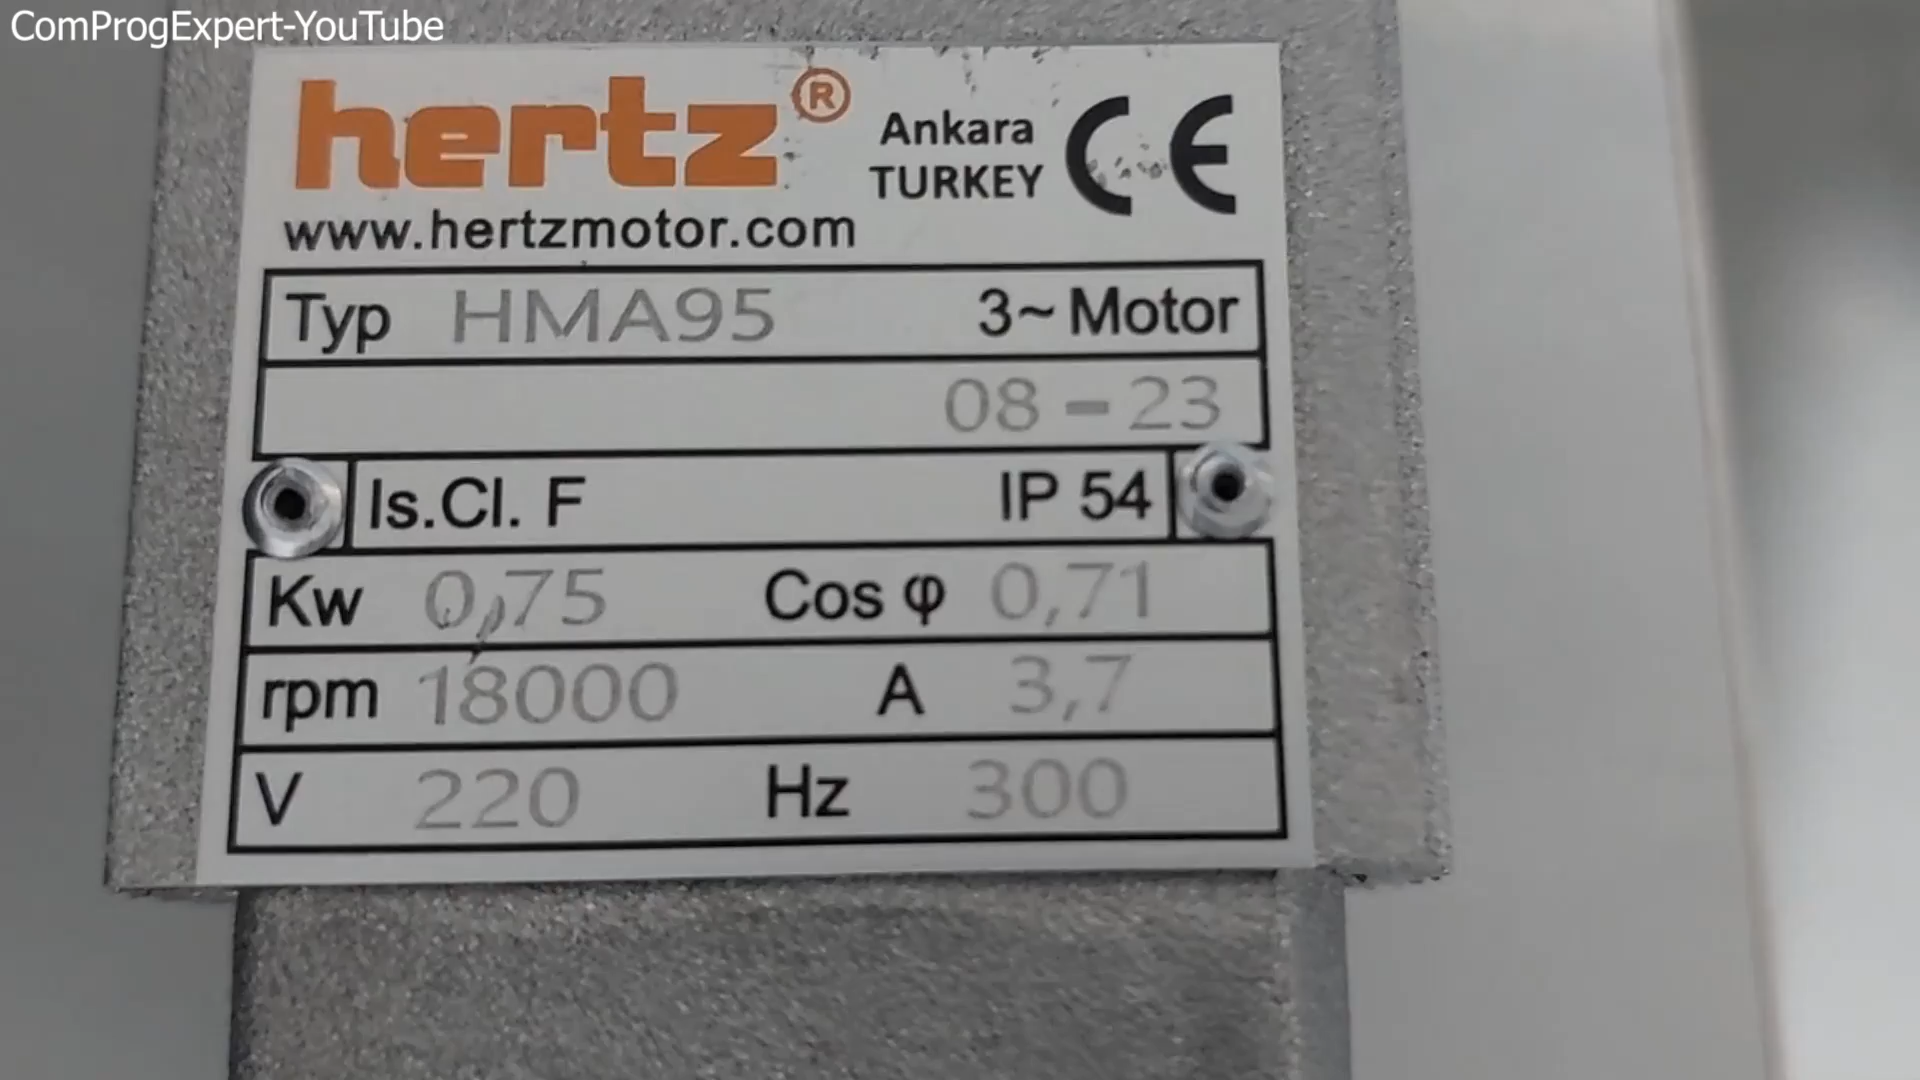 ComProgExpert-YouTube
hertz®
Ankara
TURKEY
CE
www.hertzmotor.com
Typ HMA95 3~ Motor
08 - 23
Is.Cl. F IP 54
Kw 0,75 Cos φ 0,71
rpm 18000 A 3,7
V 220 Hz 300